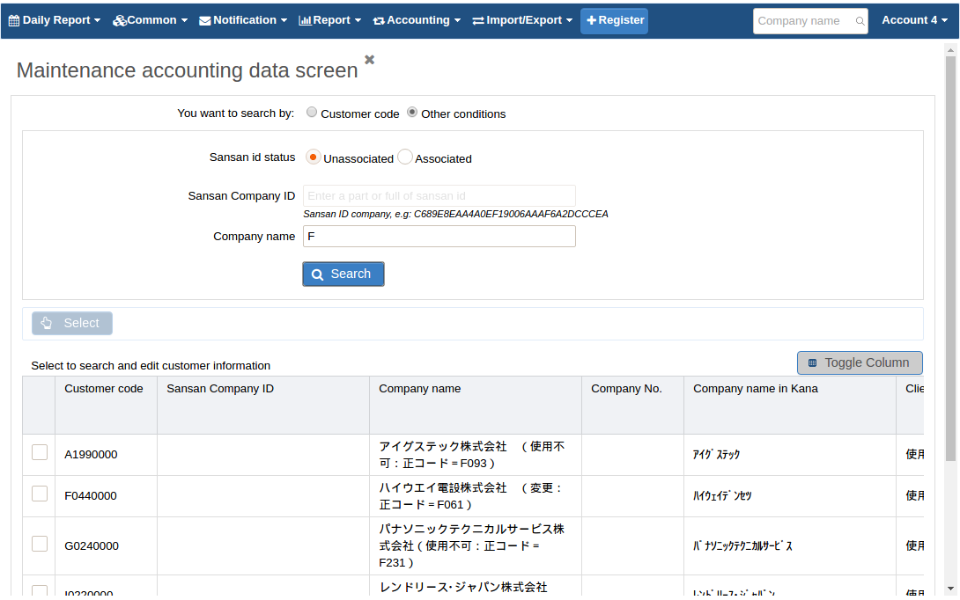 Daily Report Common Notification Report Accounting Import/Export Register Company name Account 4
Maintenance accounting data screen
You want to search by: Customer code Other conditions
Sansan id status Unassociated Associated
Sansan Company ID Enter a part or full of sansan id
Sansan ID company, e.g: C689E8EAA4A0EF19006AAAF6A2DCCCEA
Company name F
Search
Select
Select to search and edit customer information Toggle Column
Customer code Sansan Company ID Company name Company No. Company name in Kana Clie
アイグステック株式会社 （使用不
A1990000 ｱｲｸﾞｽﾃｯｸ 使用
可：正コード = F093 ）
ハイウエイ電設株式会社 （変更：
F0440000 ﾊｲｳｪｲﾃﾞﾝｾﾂ 使用
正コード = F061 ）
パナソニックテクニカルサービス株
G0240000 式会社（使用不可：正コード = ﾊﾟﾅｿﾆｯｸﾃｸﾆｶﾙｻｰﾋﾞｽ 使用
F231 ）
レンドリース･ジャパン株式会社
I0220000 ﾚﾝﾄﾞﾘｰｽ･ｼﾞｬﾊﾟﾝ 使用